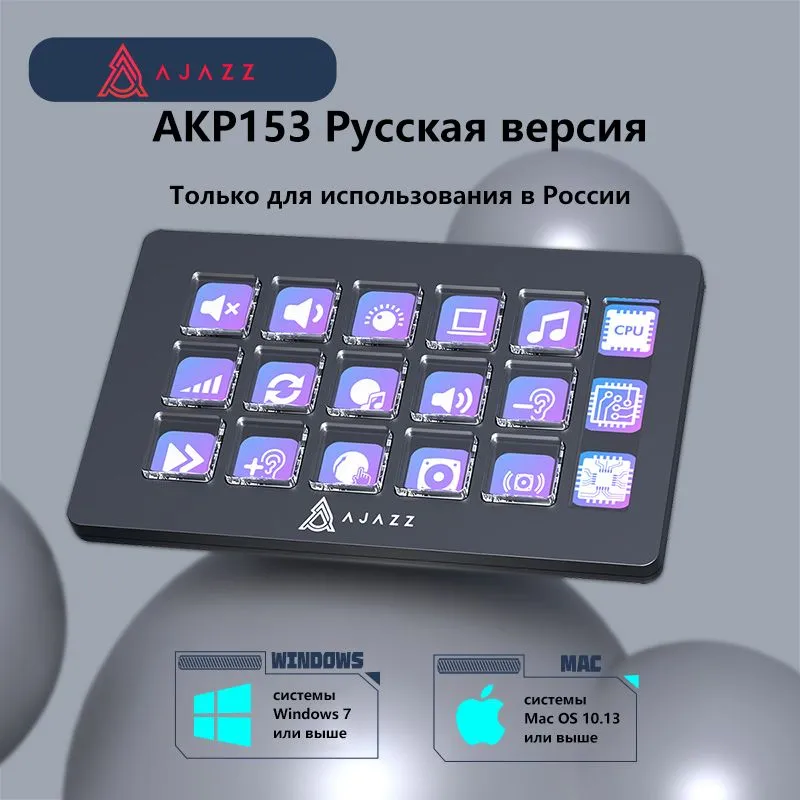 AJAZZ
АКР153 Русская версия
Только для использования в России
CPU
AJAZZ
WINDOWS
системы
Windows 7
или выше
MAC
системы
Mac OS 10.13
или выше